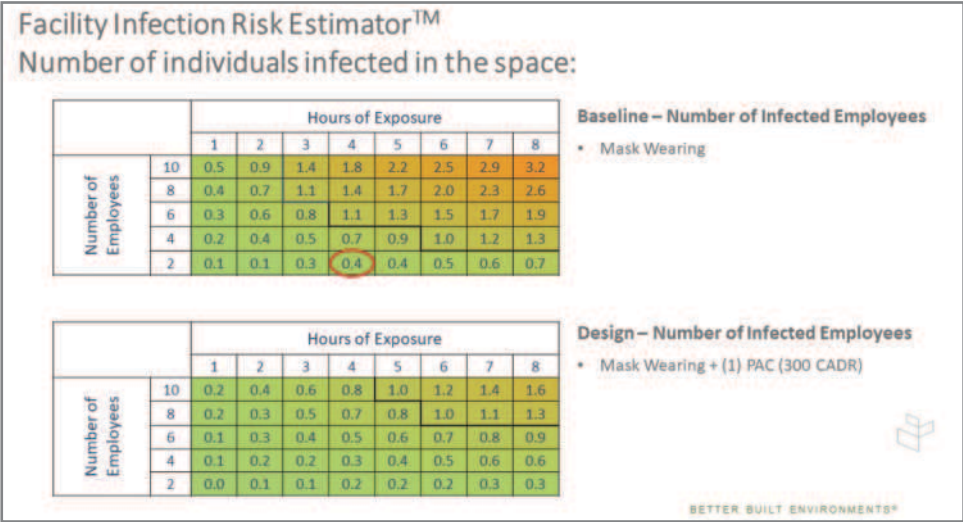 Facility Infection Risk Estimator™
Number of individuals infected in the space:
Hours of Exposure
1 2 3 4 5 6 7 8
Number of Employees
10 0.5 0.9 1.4 1.8 2.2 2.5 2.9 3.2
8 0.4 0.7 1.1 1.4 1.7 2.0 2.3 2.6
6 0.3 0.6 0.8 1.1 1.3 1.5 1.7 1.9
4 0.2 0.4 0.5 0.7 0.9 1.0 1.2 1.3
2 0.1 0.1 0.3 0.4 0.4 0.5 0.6 0.7
Baseline – Number of Infected Employees
• Mask Wearing
Hours of Exposure
1 2 3 4 5 6 7 8
Number of Employees
10 0.2 0.4 0.6 0.8 1.0 1.2 1.4 1.6
8 0.2 0.3 0.5 0.7 0.8 1.0 1.1 1.3
6 0.1 0.3 0.4 0.5 0.6 0.7 0.8 0.9
4 0.1 0.2 0.2 0.3 0.4 0.5 0.6 0.6
2 0.0 0.1 0.1 0.2 0.2 0.2 0.3 0.3
Design – Number of Infected Employees
• Mask Wearing + (1) PAC (300 CADR)
BETTER BUILT ENVIRONMENTS®